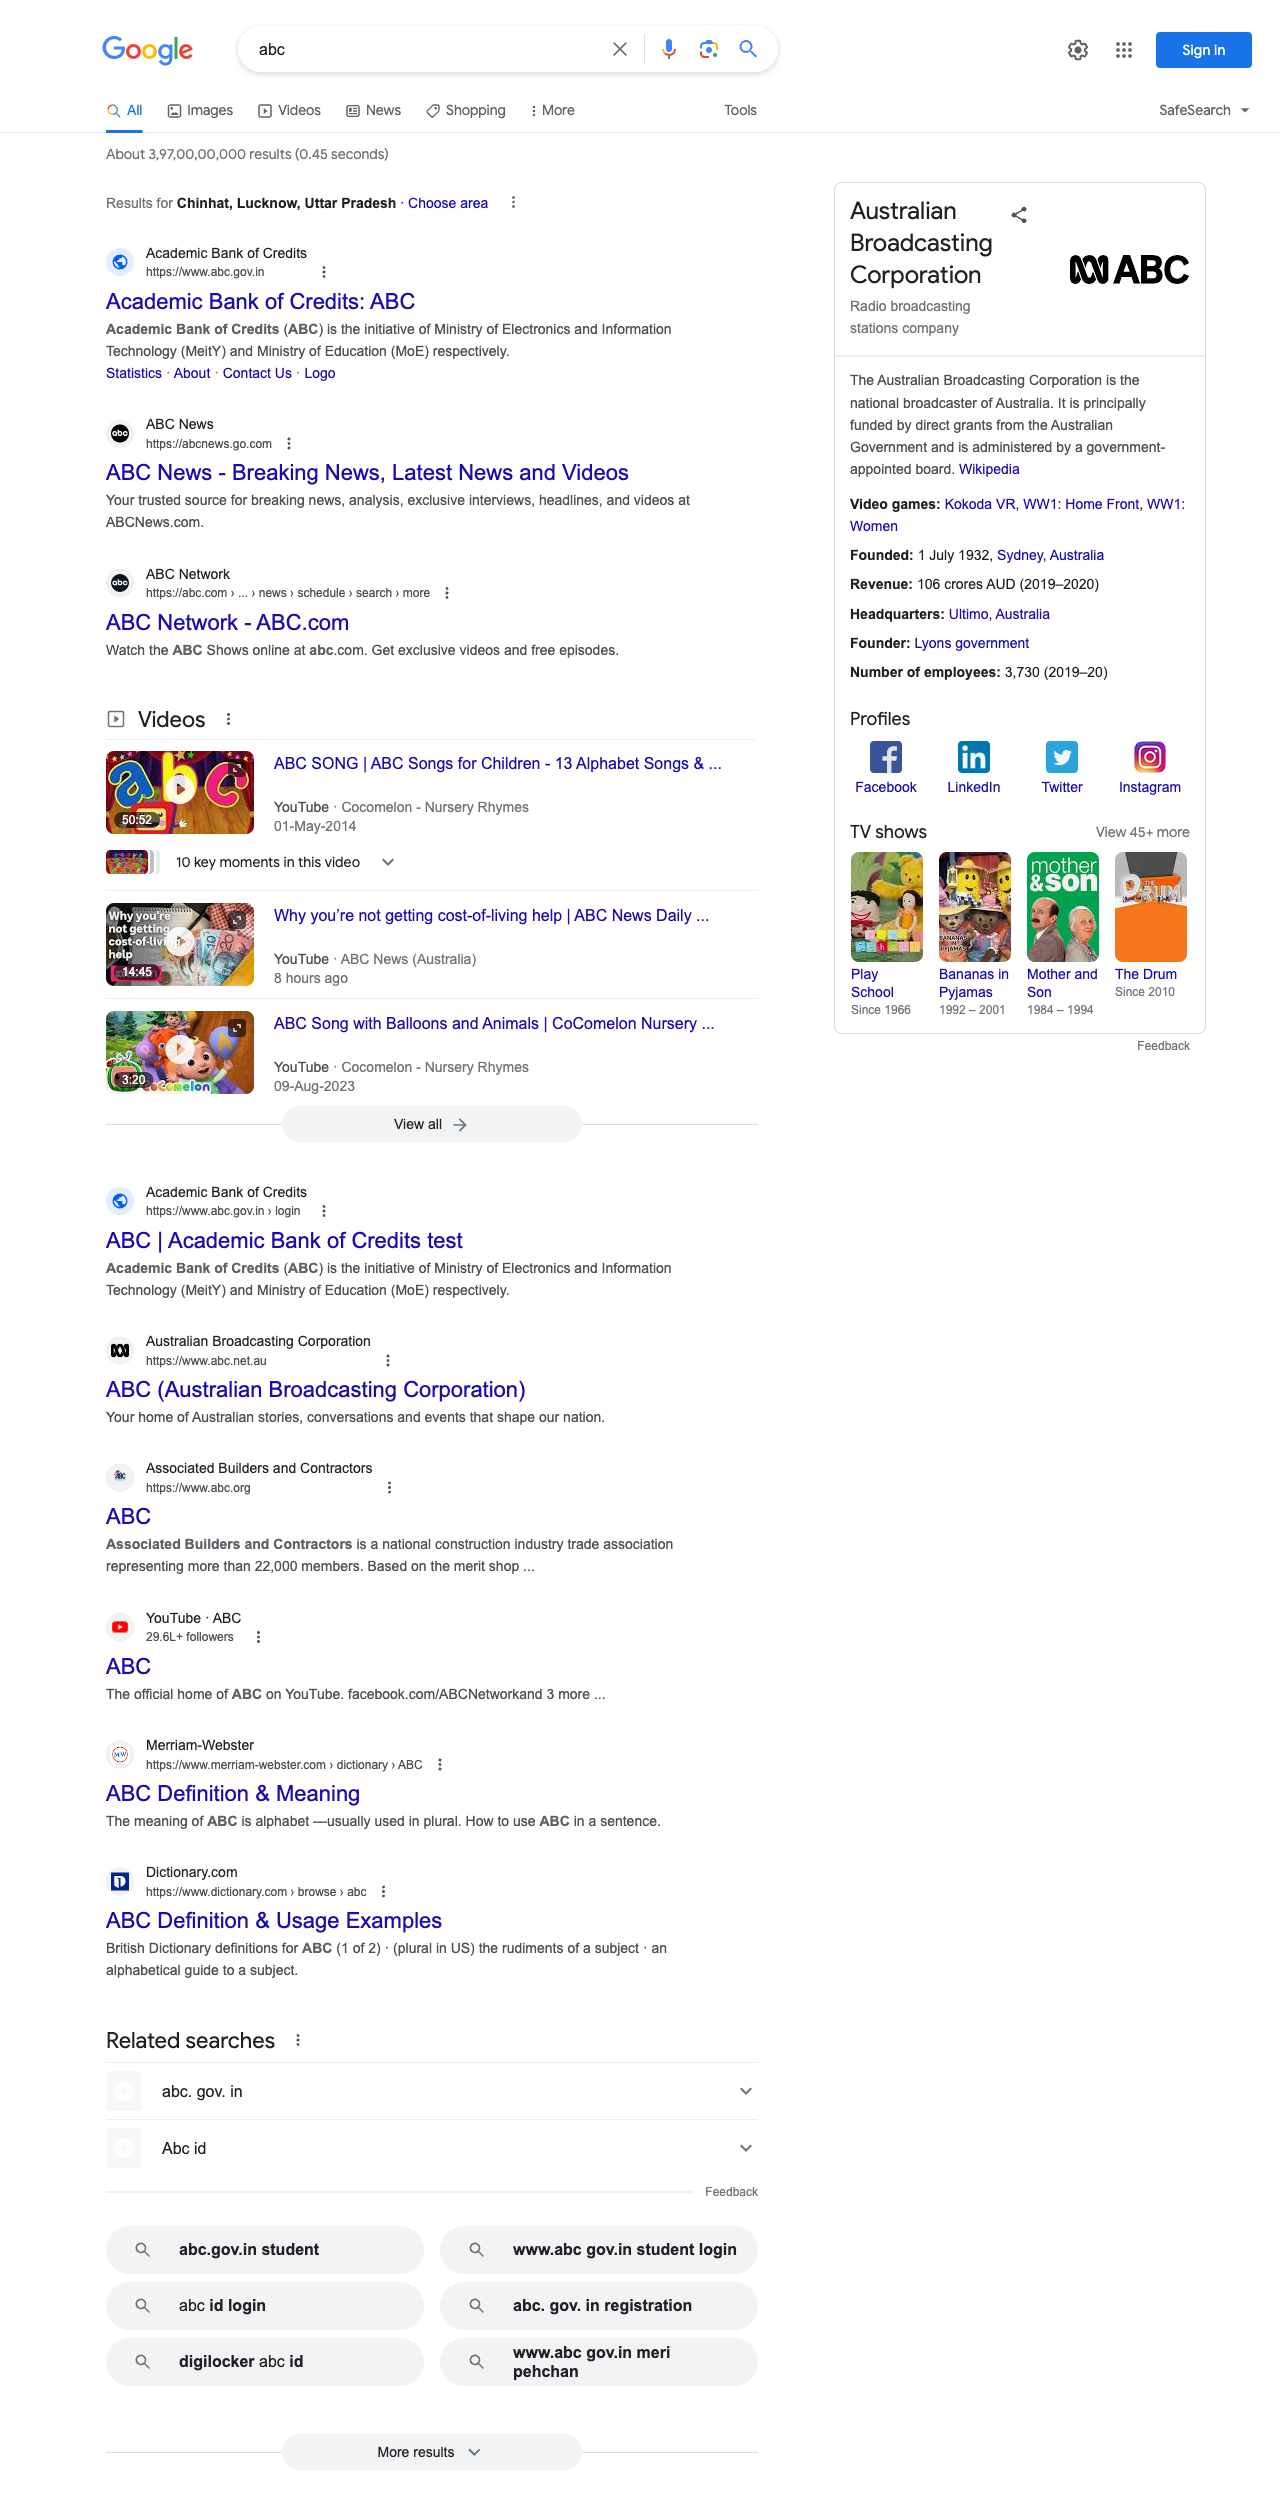 Google
abc
Sign in
All
Images
Videos
News
Shopping
More
Tools
SafeSearch
About 3,97,00,00,000 results (0.45 seconds)
Results for Chinhat, Lucknow, Uttar Pradesh · Choose area
Academic Bank of Credits
https://www.abc.gov.in
Academic Bank of Credits: ABC
Academic Bank of Credits (ABC) is the initiative of Ministry of Electronics and Information
Technology (MeitY) and Ministry of Education (MoE) respectively.
Statistics · About · Contact Us · Logo
abc
ABC News
https://abcnews.go.com
ABC News - Breaking News, Latest News and Videos
Your trusted source for breaking news, analysis, exclusive interviews, headlines, and videos at
ABCNews.com.
abc
ABC Network
https://abc.com › ... › news › schedule › search › more
ABC Network - ABC.com
Watch the ABC Shows online at abc.com. Get exclusive videos and free episodes.
Videos
abc
50:52
ABC SONG | ABC Songs for Children - 13 Alphabet Songs & ...
YouTube · Cocomelon - Nursery Rhymes
01-May-2014
10 key moments in this video
Why you're
not getting
cost-of-living
help
14:45
Why you’re not getting cost-of-living help | ABC News Daily ...
YouTube · ABC News (Australia)
8 hours ago
A
3:20
CoComelon
ABC Song with Balloons and Animals | CoComelon Nursery ...
YouTube · Cocomelon - Nursery Rhymes
09-Aug-2023
View all
Academic Bank of Credits
https://www.abc.gov.in › login
ABC | Academic Bank of Credits test
Academic Bank of Credits (ABC) is the initiative of Ministry of Electronics and Information
Technology (MeitY) and Ministry of Education (MoE) respectively.
Australian Broadcasting Corporation
https://www.abc.net.au
ABC (Australian Broadcasting Corporation)
Your home of Australian stories, conversations and events that shape our nation.
ABC
Associated Builders and Contractors
https://www.abc.org
ABC
Associated Builders and Contractors is a national construction industry trade association
representing more than 22,000 members. Based on the merit shop ...
YouTube · ABC
29.6L+ followers
ABC
The official home of ABC on YouTube. facebook.com/ABCNetworkand 3 more ...
M-W
Merriam-Webster
https://www.merriam-webster.com › dictionary › ABC
ABC Definition & Meaning
The meaning of ABC is alphabet —usually used in plural. How to use ABC in a sentence.
Dictionary.com
https://www.dictionary.com › browse › abc
ABC Definition & Usage Examples
British Dictionary definitions for ABC (1 of 2) · (plural in US) the rudiments of a subject · an
alphabetical guide to a subject.
Related searches
abc. gov. in
Abc id
Feedback
abc.gov.in student
www.abc gov.in student login
abc id login
abc. gov. in registration
digilocker abc id
www.abc gov.in meri
pehchan
More results
Australian
Broadcasting
Corporation
ABC
Radio broadcasting
stations company
The Australian Broadcasting Corporation is the
national broadcaster of Australia. It is principally
funded by direct grants from the Australian
Government and is administered by a government-
appointed board. Wikipedia
Video games: Kokoda VR, WW1: Home Front, WW1:
Women
Founded: 1 July 1932, Sydney, Australia
Revenue: 106 crores AUD (2019–2020)
Headquarters: Ultimo, Australia
Founder: Lyons government
Number of employees: 3,730 (2019–20)
Profiles
Facebook
LinkedIn
Twitter
Instagram
TV shows
View 45+ more
BANANAS
IN
PYJAMAS
mother
&son
THE
DRUM
Play
School
Since 1966
Bananas in
Pyjamas
1992 – 2001
Mother and
Son
1984 – 1994
The Drum
Since 2010
Feedback